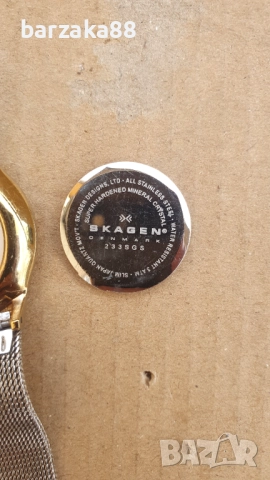 barzaka88
SKAGEN DESIGNS, LTD • ALL STAINLESS STEEL • WATER RESISTANT 3 ATM • SLIM JAPAN QUARTZ MOV'T •
SUPER HARDENED MINERAL CRYSTAL
SKAGEN®
DENMARK
233SGS
BAZAR